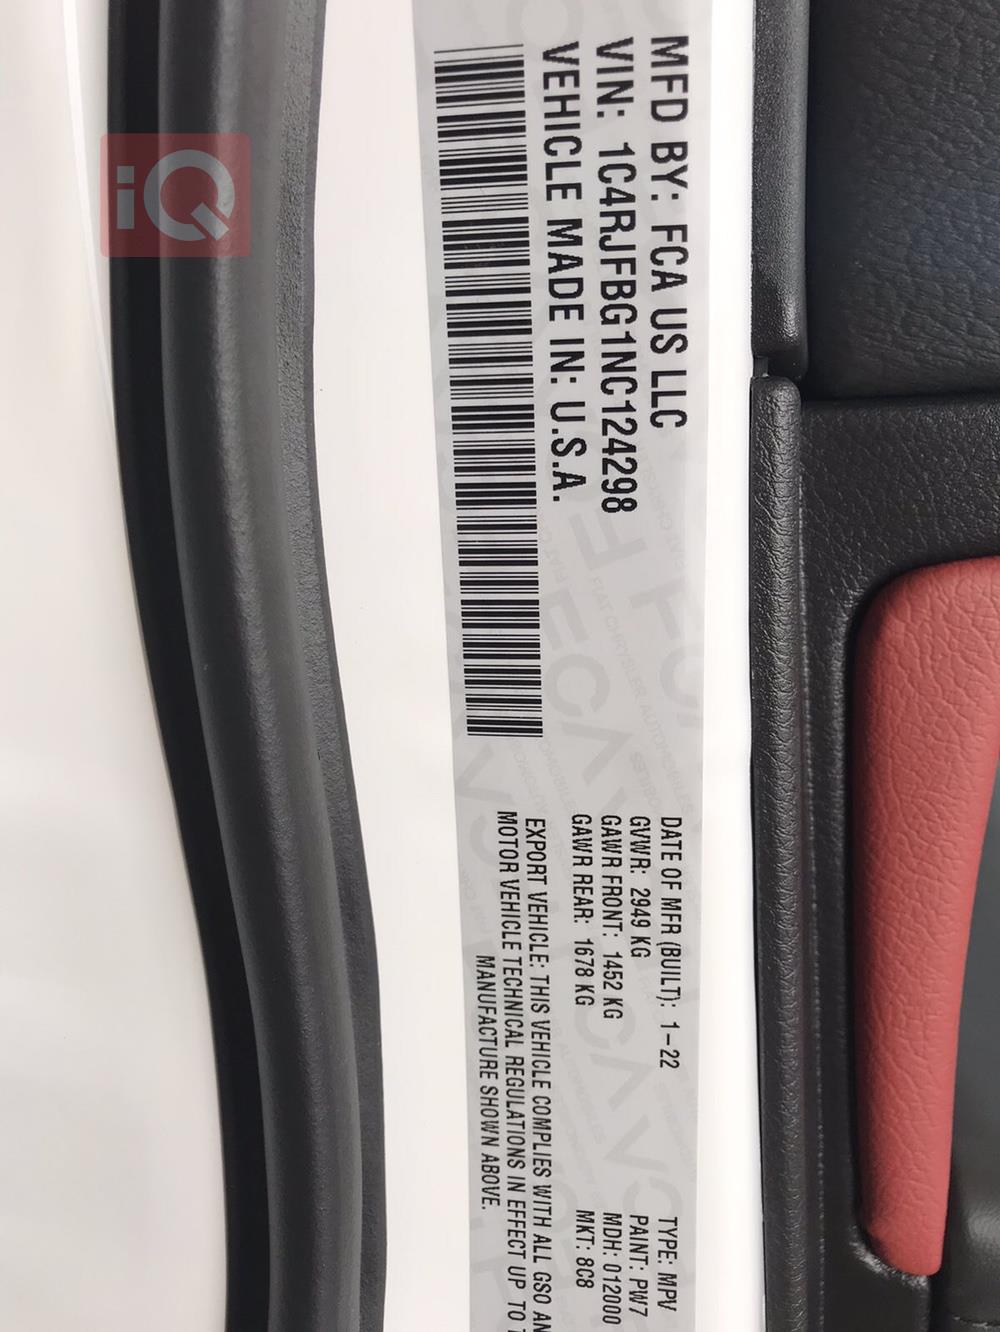 iQ
MFD BY: FCA US LLC
VIN: 1C4RJFBG1NC124298
VEHICLE MADE IN: U.S.A.
DATE OF MFR (BUILT): 1-22
GVWR: 2949 KG
GAWR FRONT: 1452 KG
GAWR REAR: 1678 KG
TYPE: MPV
PAINT: PW7
MDH: 012000
MKT: 8C8
EXPORT VEHICLE: THIS VEHICLE COMPLIES WITH ALL GSO
MOTOR VEHICLE TECHNICAL REGULATIONS IN EFFECT UP TO
MANUFACTURE SHOWN ABOVE.